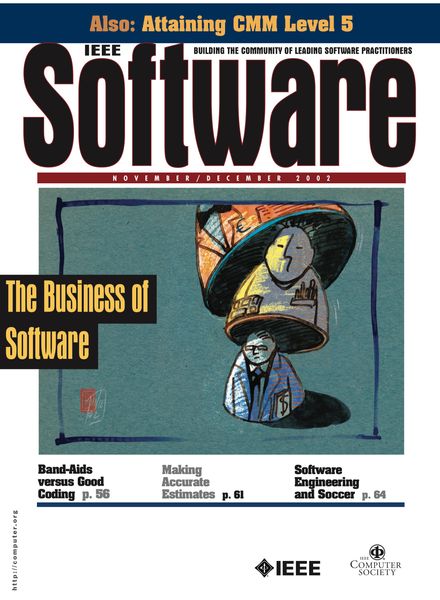 Also: Attaining CMM Level 5
IEEE
BUILDING THE COMMUNITY OF LEADING SOFTWARE PRACTITIONERS
Software
NOVEMBER/DECEMBER 2002
The Business of
Software
Band-Aids
versus Good
Coding p. 56
Making
Accurate
Estimates p. 61
Software
Engineering
and Soccer p. 64
http://computer.org
IEEE
IEEE
COMPUTER
SOCIETY